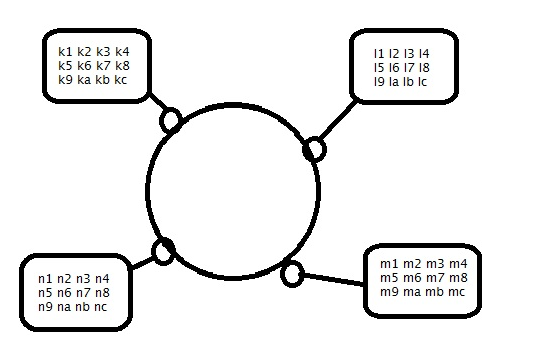 k1 k2 k3 k4
k5 k6 k7 k8
k9 ka kb kc
l1 l2 l3 l4
l5 l6 l7 l8
l9 la lb lc
n1 n2 n3 n4
n5 n6 n7 n8
n9 na nb nc
m1 m2 m3 m4
m5 m6 m7 m8
m9 ma mb mc